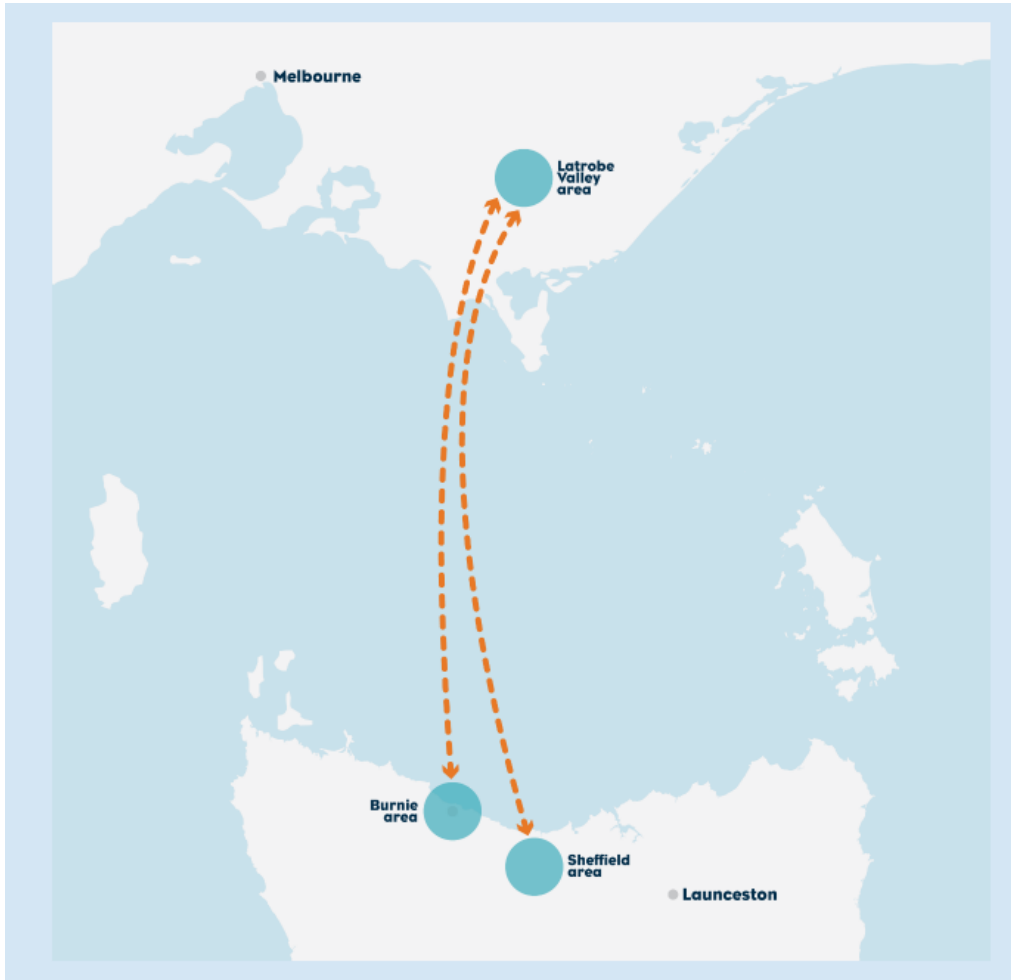 Melbourne
Latrobe
Valley
area
Burnie
area
Sheffield
area
Launceston